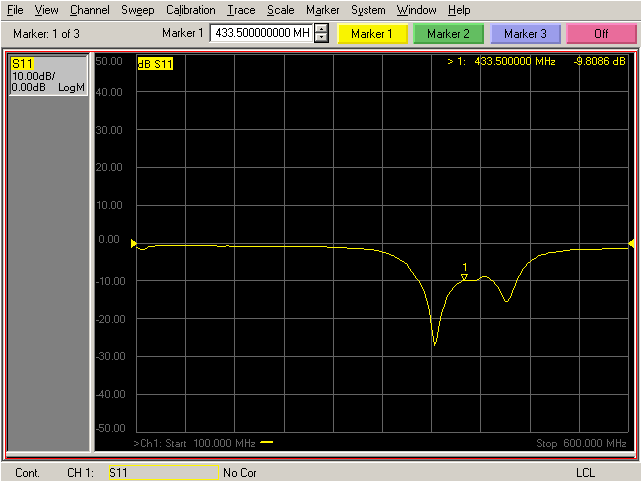 File View Channel Sweep Calibration Trace Scale Marker System Window Help
Marker: 1 of 3 Marker 1 433.500000000 MH Marker 1 Marker 2 Marker 3 Off
S11
10.00dB/
0.00dB LogM
50.00 dB S11 > 1: 433.500000 MHz -9.8086 dB
40.00
30.00
20.00
10.00
0.00
1
-10.00
-20.00
-30.00
-40.00
-50.00
>Ch1: Start 100.000 MHz Stop 600.000 MHz
Cont. CH 1: S11 No Cor LCL